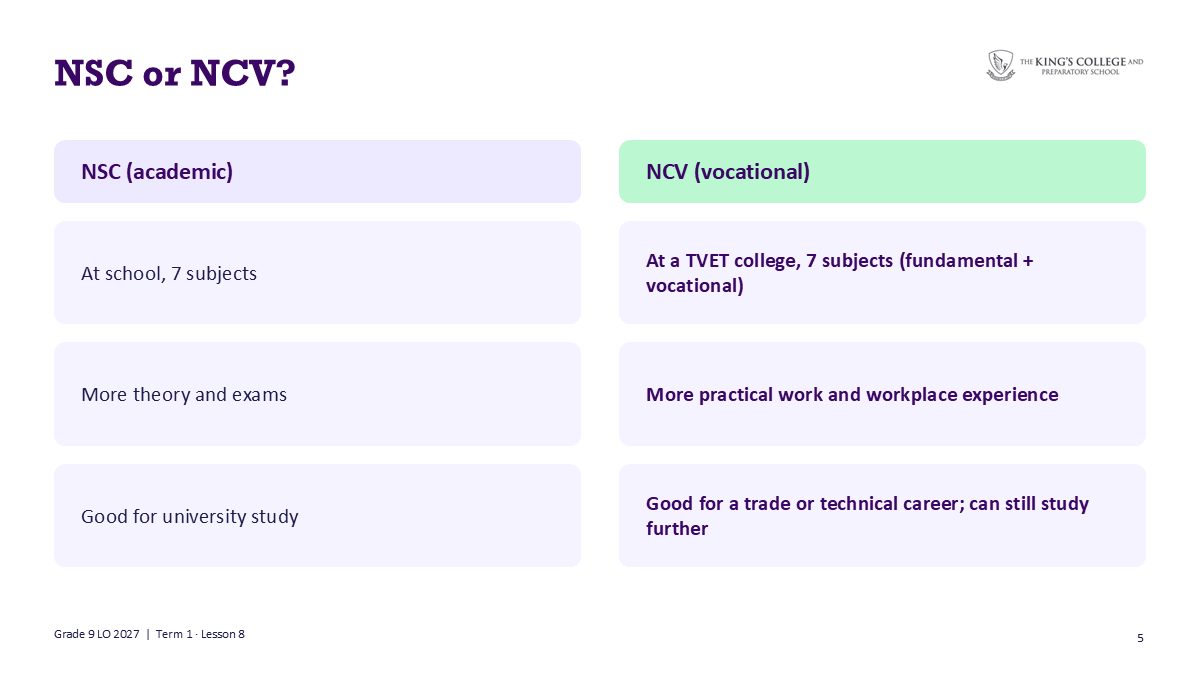 NSC or NCV?
THE KING'S COLLEGE AND
PREPARATORY SCHOOL
NSC (academic)
NCV (vocational)
At school, 7 subjects
At a TVET college, 7 subjects (fundamental +
vocational)
More theory and exams
More practical work and workplace experience
Good for university study
Good for a trade or technical career; can still study
further
Grade 9 LO 2027 | Term 1 · Lesson 8
5